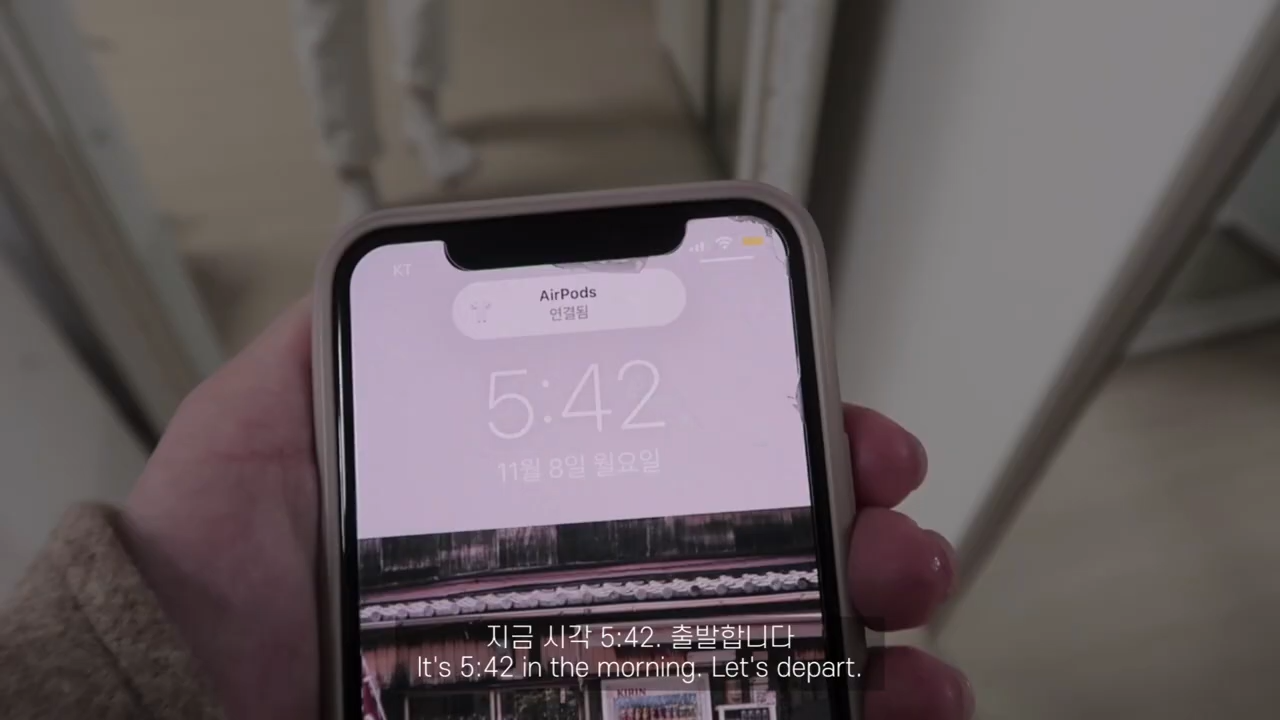 KT
AirPods
연결됨
5:42
11월 8일 월요일
KIRIN
지금 시각 5:42. 출발합니다
It's 5:42 in the morning. Let's depart.